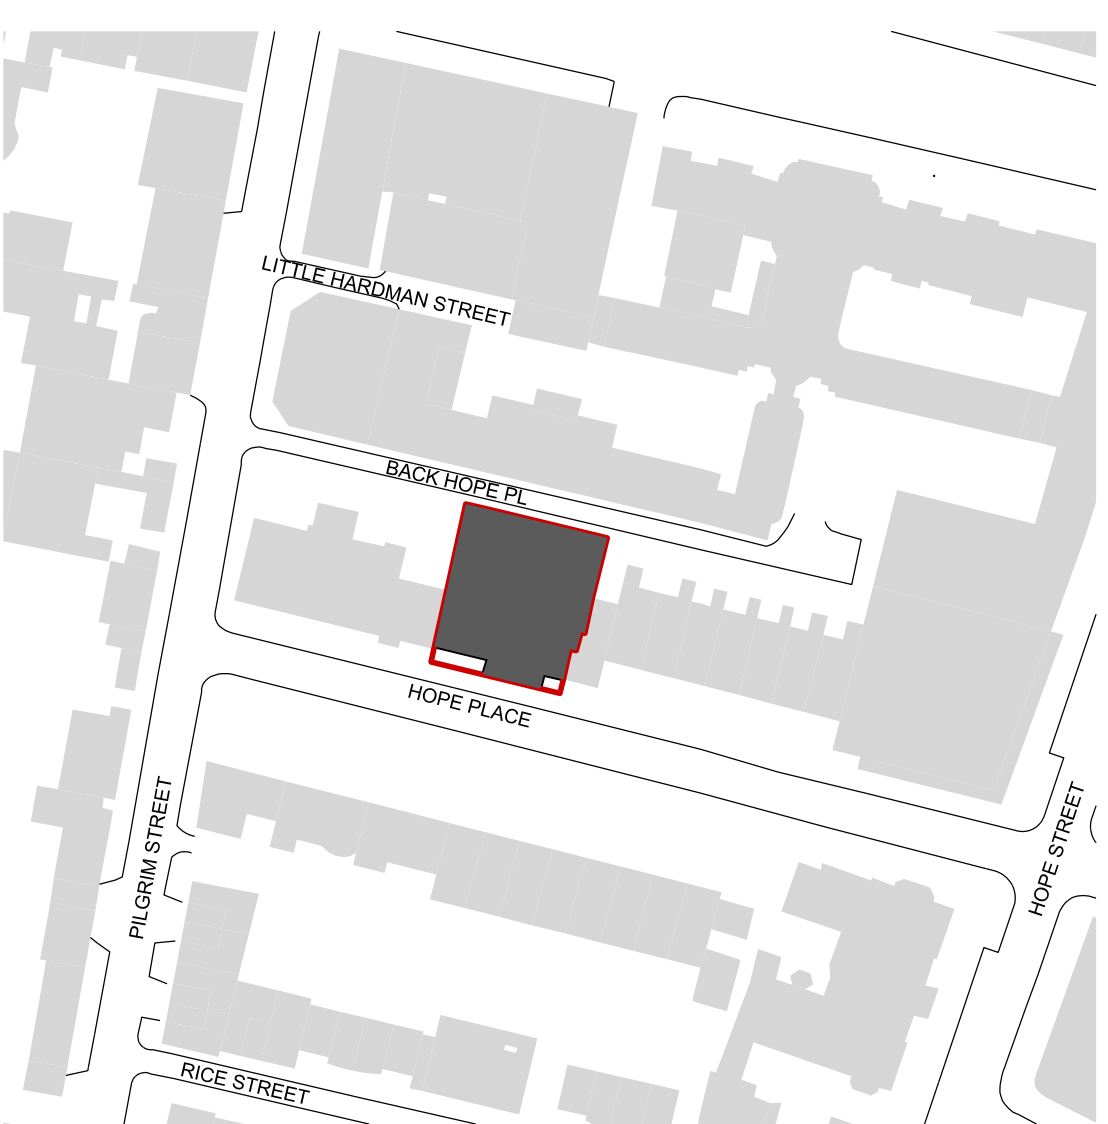 LITTLE HARDMAN STREET
BACK HOPE PL
HOPE PLACE
PILGRIM STREET
HOPE STREET
RICE STREET